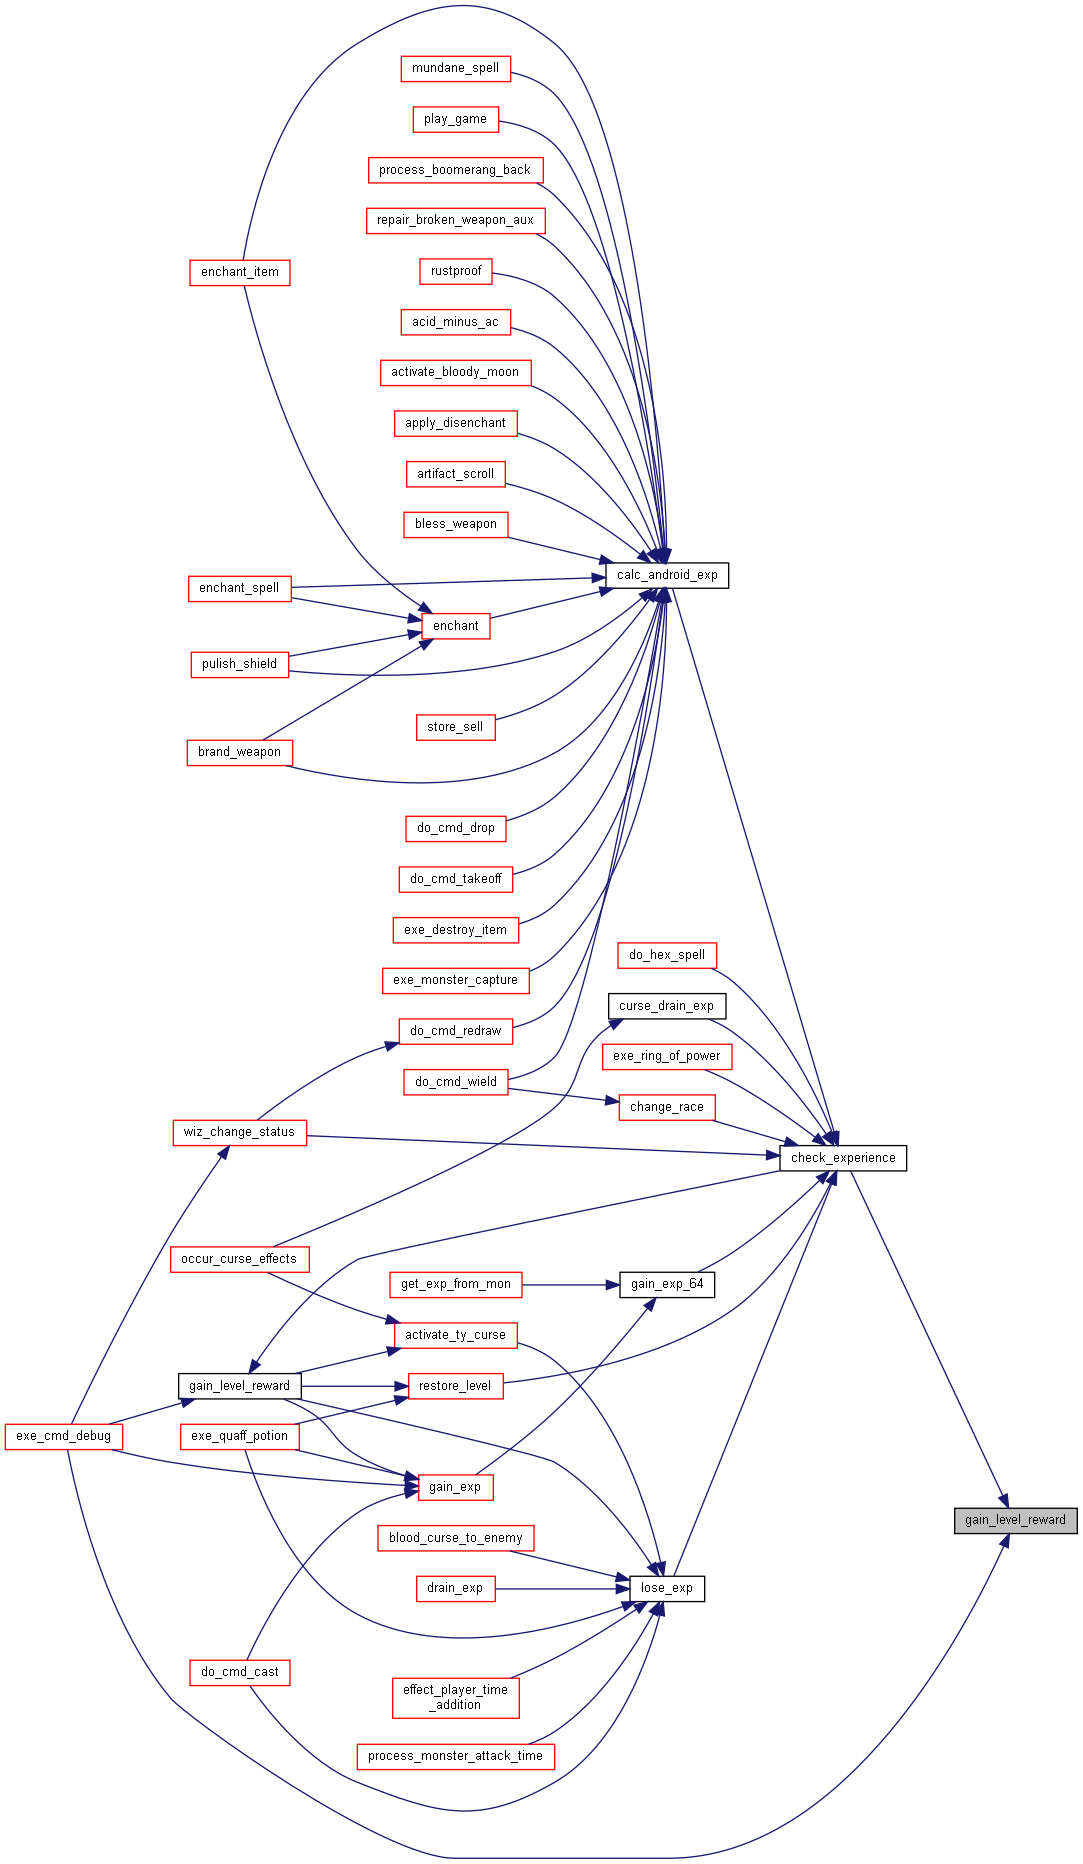 mundane_spell
play_game
process_boomerang_back
repair_broken_weapon_aux
enchant_item
rustproof
acid_minus_ac
activate_bloody_moon
apply_disenchant
artifact_scroll
bless_weapon
calc_android_exp
enchant_spell
enchant
pulish_shield
store_sell
brand_weapon
do_cmd_drop
do_cmd_takeoff
exe_destroy_item
do_hex_spell
exe_monster_capture
curse_drain_exp
do_cmd_redraw
exe_ring_of_power
do_cmd_wield
change_race
wiz_change_status
check_experience
occur_curse_effects
get_exp_from_mon
gain_exp_64
activate_ty_curse
gain_level_reward
restore_level
exe_cmd_debug
exe_quaff_potion
gain_exp
gain_level_reward
blood_curse_to_enemy
drain_exp
lose_exp
do_cmd_cast
effect_player_time
_addition
process_monster_attack_time